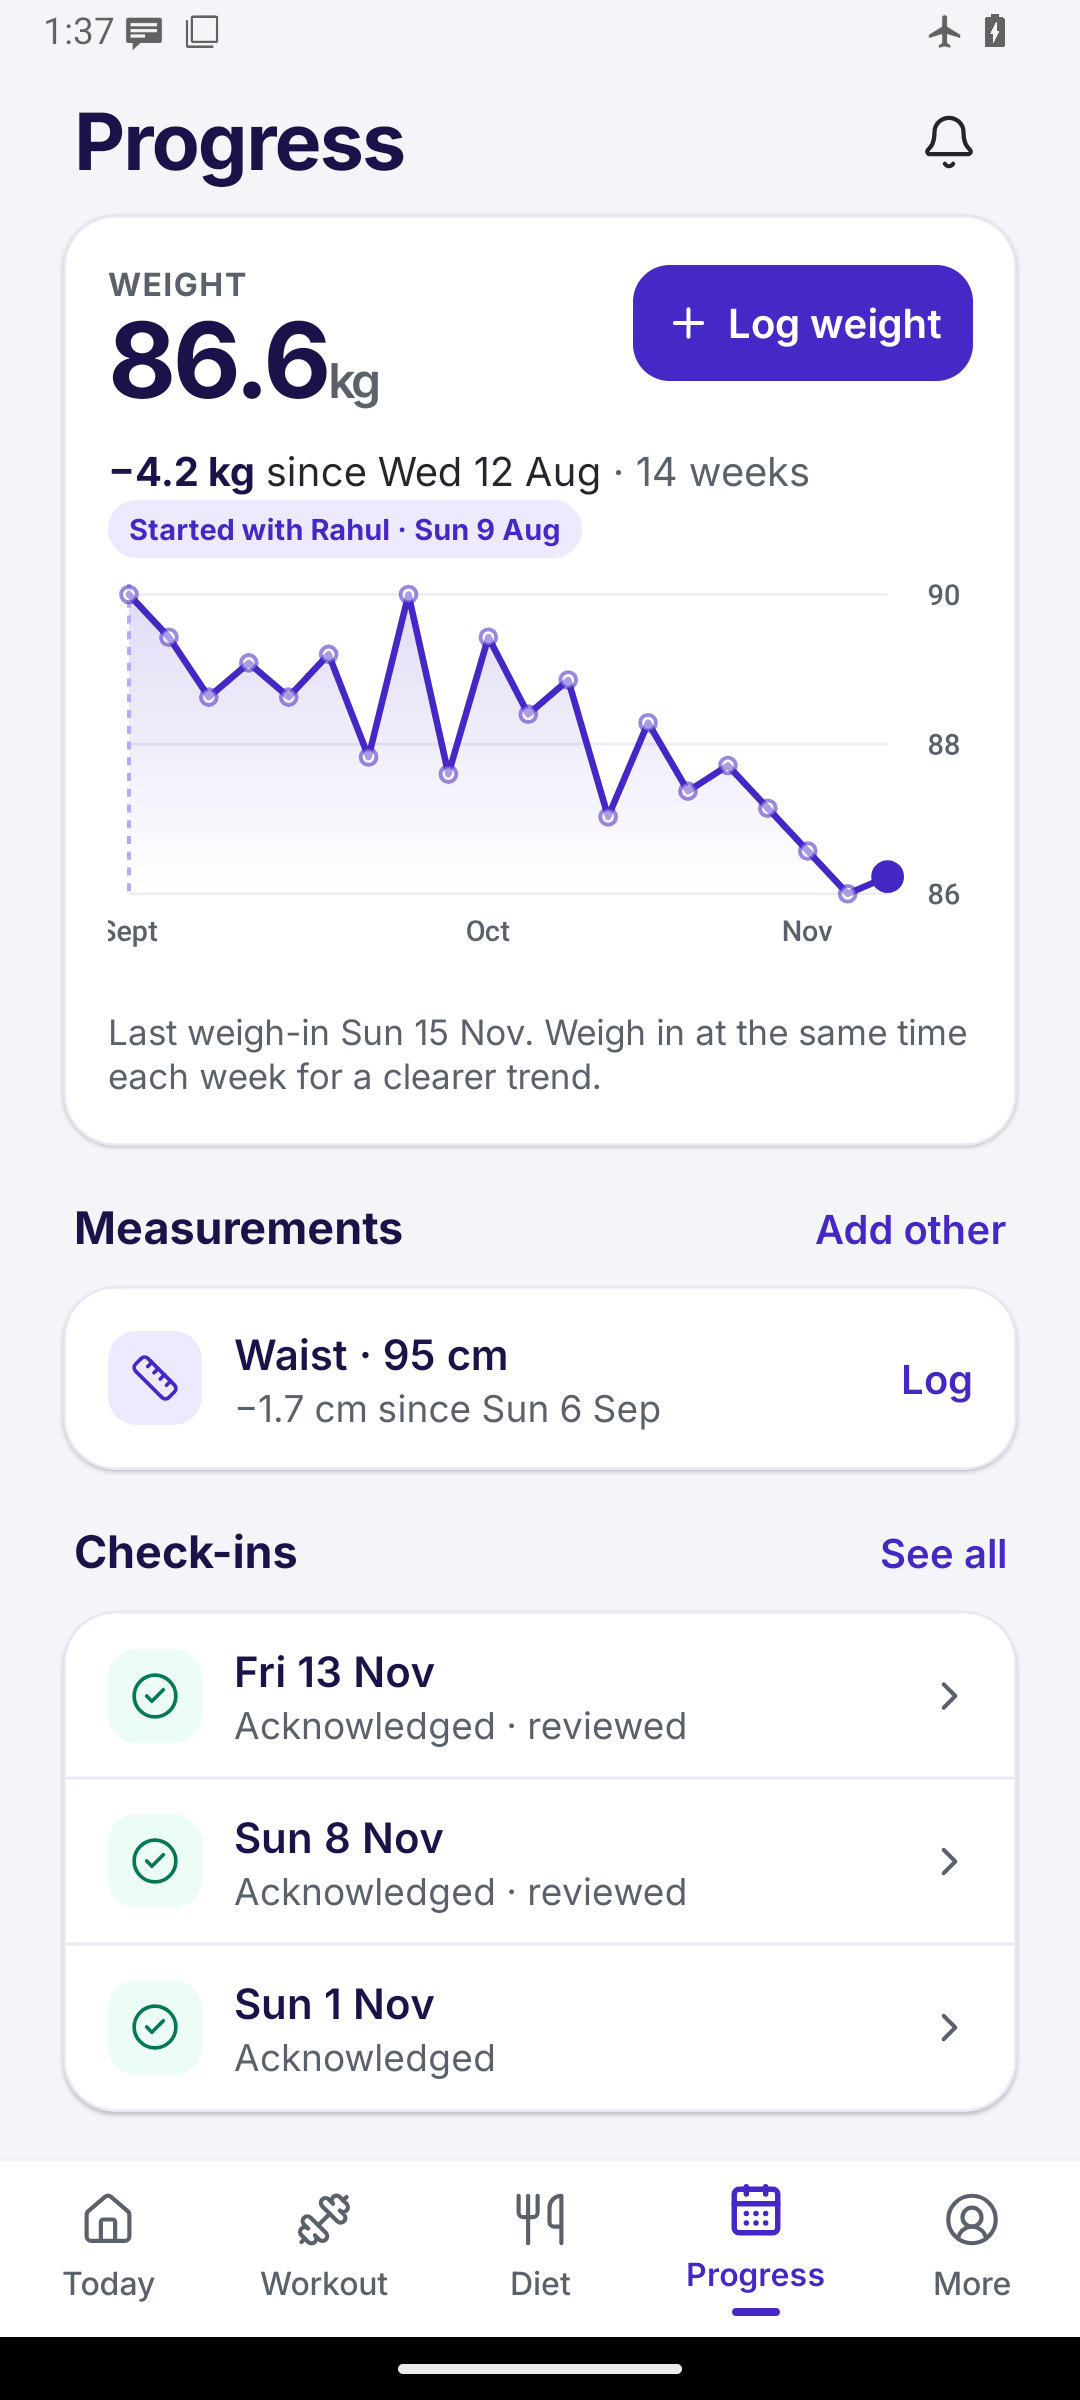 1:37
Progress
WEIGHT
86.6kg
+ Log weight
−4.2 kg since Wed 12 Aug · 14 weeks
Started with Rahul · Sun 9 Aug
90
88
86
Sept Oct Nov
Last weigh-in Sun 15 Nov. Weigh in at the same time
each week for a clearer trend.
Measurements
Add other
Waist · 95 cm
−1.7 cm since Sun 6 Sep
Log
Check-ins
See all
Fri 13 Nov
Acknowledged · reviewed
Sun 8 Nov
Acknowledged · reviewed
Sun 1 Nov
Acknowledged
Today Workout Diet Progress More